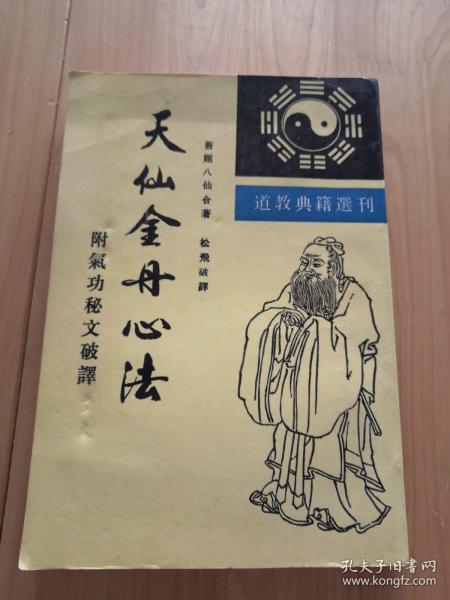 道教典籍選刊
舊題八仙合著 松飛破譯
天仙金丹心法
附氣功秘文破譯
孔夫子旧书网
www.kongfz.com